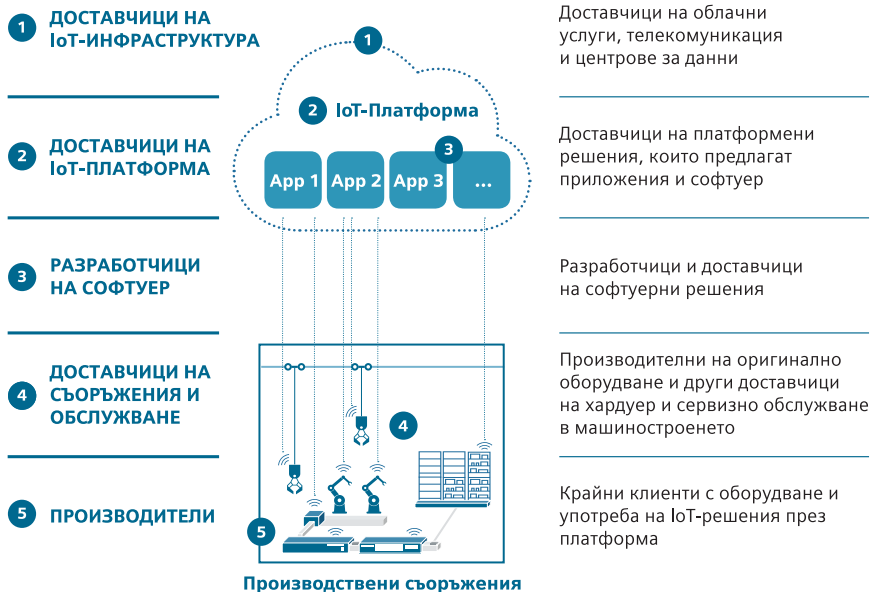 1
ДОСТАВЧИЦИ НА
IoT-ИНФРАСТРУКТУРА
Доставчици на облачни
услуги, телекомуникация
и центрове за данни
2
ДОСТАВЧИЦИ НА
IoT-ПЛАТФОРМА
Доставчици на платформени
решения, които предлагат
приложения и софтуер
3
РАЗРАБОТЧИЦИ
НА СОФТУЕР
Разработчици и доставчици
на софтуерни решения
4
ДОСТАВЧИЦИ НА
СЪОРЪЖЕНИЯ И
ОБСЛУЖВАНЕ
Производителни на оригинално
оборудване и други доставчици
на хардуер и сервизно обслужване
в машиностроенето
5
ПРОИЗВОДИТЕЛИ
Крайни клиенти с оборудване и
употреба на IoT-решения през
платформа
1
2 IoT-Платформа
3
App 1 App 2 App 3 ...
4
5
Производствени съоръжения